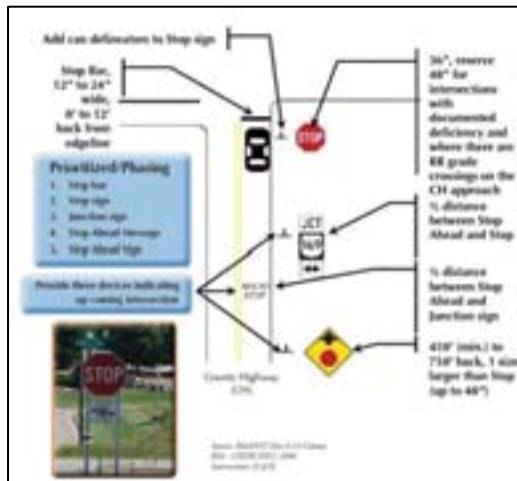 Add can delineators to Stop sign
Stop Bar,
12" to 24"
wide,
8' to 12'
back from
edgeline
Prioritized/Phasing
1. Stop bar
2. Stop sign
3. Junction sign
4. Stop Ahead Message
5. Stop Ahead Sign
Provide three devices indicating
up coming intersection
STOP
36", reserve
48" for
intersections
with
documented
deficiency and
where there are
RR grade
crossings on the
CH approach
JCT
½ distance
between Stop
Ahead and Stop
STOP
½ distance
between Stop
Ahead and
Junction sign
450' (min.) to
750' back, 1 size
larger than Stop
(up to 48")
County Highway
(CH)
STOP